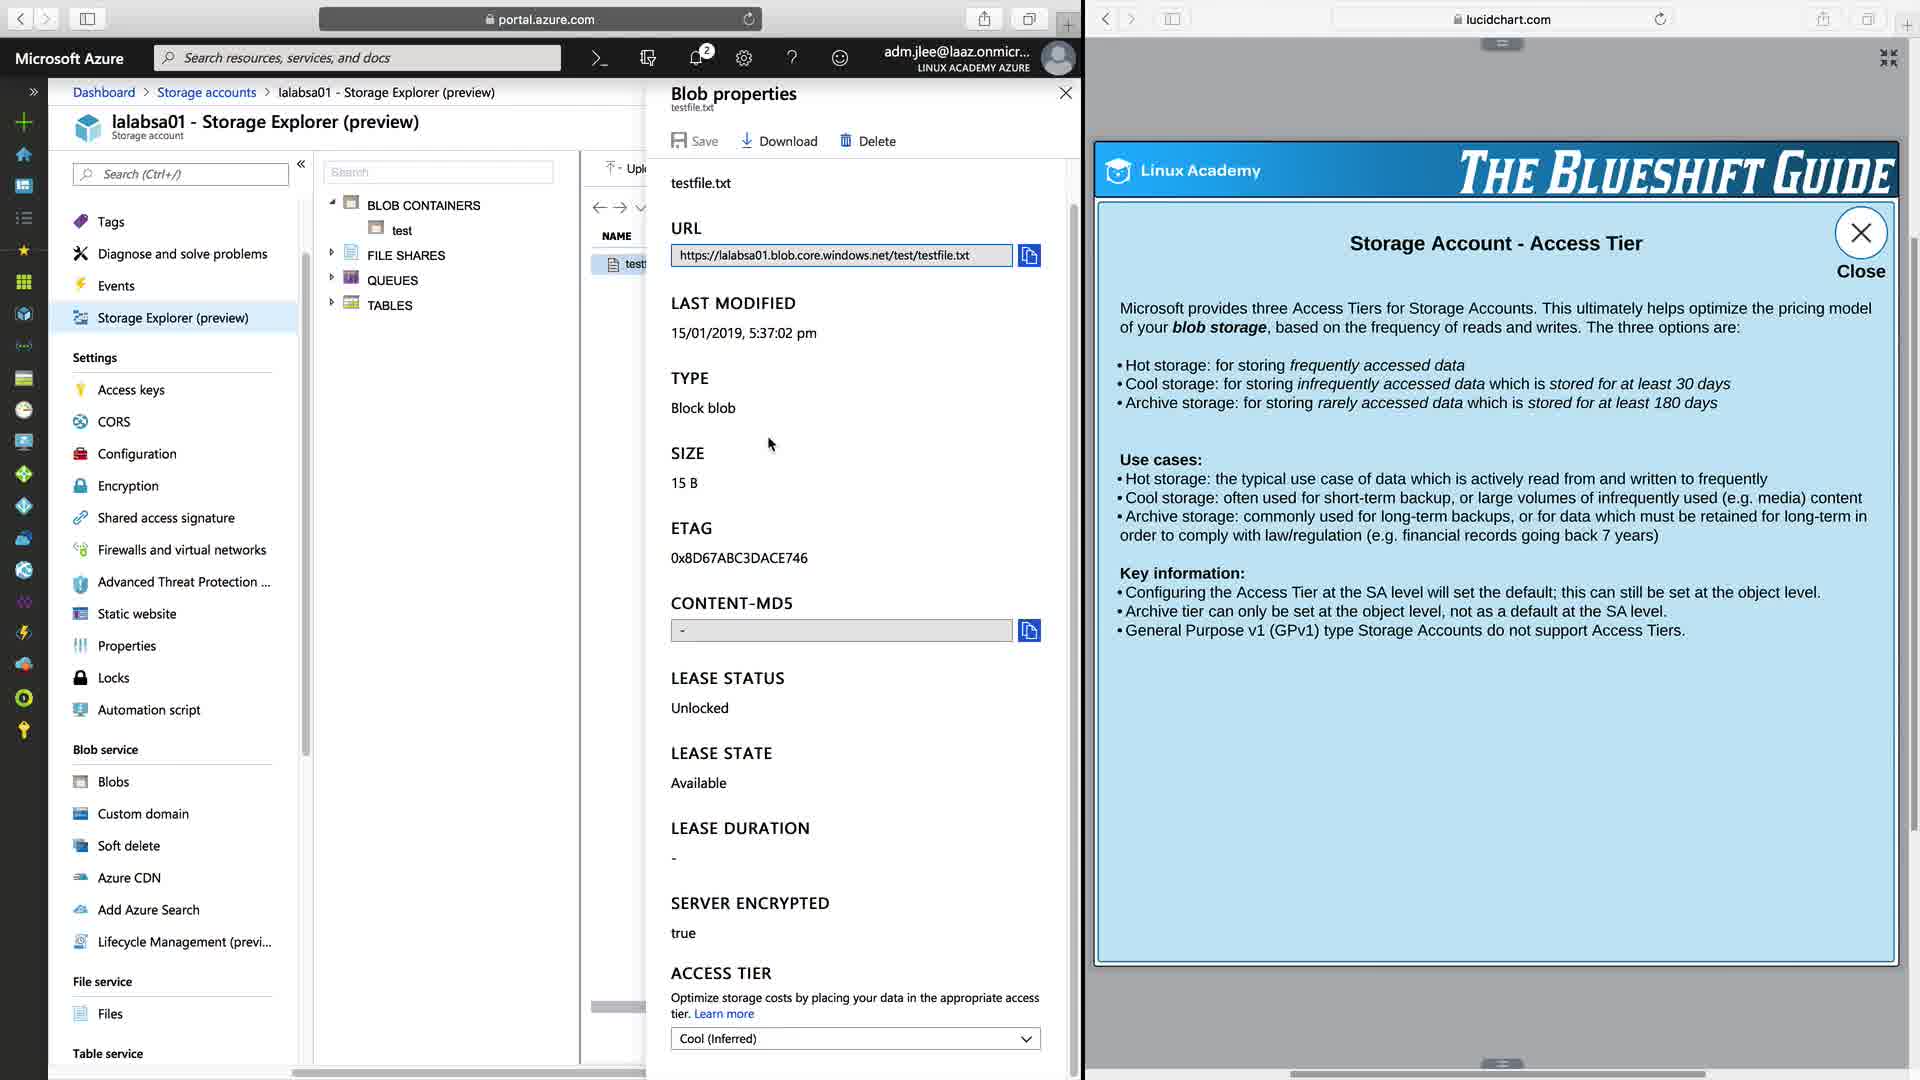 portal.azure.com
Microsoft Azure
Search resources, services, and docs
2
adm.jlee@laaz.onmicr...
LINUX ACADEMY AZURE
Dashboard > Storage accounts > lalabsa01 - Storage Explorer (preview)
lalabsa01 - Storage Explorer (preview)
Storage account
Search (Ctrl+/)
Tags
Diagnose and solve problems
Events
Storage Explorer (preview)
Settings
Access keys
CORS
Configuration
Encryption
Shared access signature
Firewalls and virtual networks
Advanced Threat Protection ...
Static website
Properties
Locks
Automation script
Blob service
Blobs
Custom domain
Soft delete
Azure CDN
Add Azure Search
Lifecycle Management (previ...
File service
Files
Table service
Search
BLOB CONTAINERS
test
FILE SHARES
QUEUES
TABLES
Uplo
NAME
test
Blob properties
testfile.txt
Save Download Delete
testfile.txt
URL
https://lalabsa01.blob.core.windows.net/test/testfile.txt
LAST MODIFIED
15/01/2019, 5:37:02 pm
TYPE
Block blob
SIZE
15 B
ETAG
0x8D67ABC3DACE746
CONTENT-MD5
-
LEASE STATUS
Unlocked
LEASE STATE
Available
LEASE DURATION
-
SERVER ENCRYPTED
true
ACCESS TIER
Optimize storage costs by placing your data in the appropriate access
tier. Learn more
Cool (Inferred)
lucidchart.com
Linux Academy
THE BLUESHIFT GUIDE
Storage Account - Access Tier
Close
Microsoft provides three Access Tiers for Storage Accounts. This ultimately helps optimize the pricing model
of your blob storage, based on the frequency of reads and writes. The three options are:
• Hot storage: for storing frequently accessed data
• Cool storage: for storing infrequently accessed data which is stored for at least 30 days
• Archive storage: for storing rarely accessed data which is stored for at least 180 days
Use cases:
• Hot storage: the typical use case of data which is actively read from and written to frequently
• Cool storage: often used for short-term backup, or large volumes of infrequently used (e.g. media) content
• Archive storage: commonly used for long-term backups, or for data which must be retained for long-term in
order to comply with law/regulation (e.g. financial records going back 7 years)
Key information:
• Configuring the Access Tier at the SA level will set the default; this can still be set at the object level.
• Archive tier can only be set at the object level, not as a default at the SA level.
• General Purpose v1 (GPv1) type Storage Accounts do not support Access Tiers.